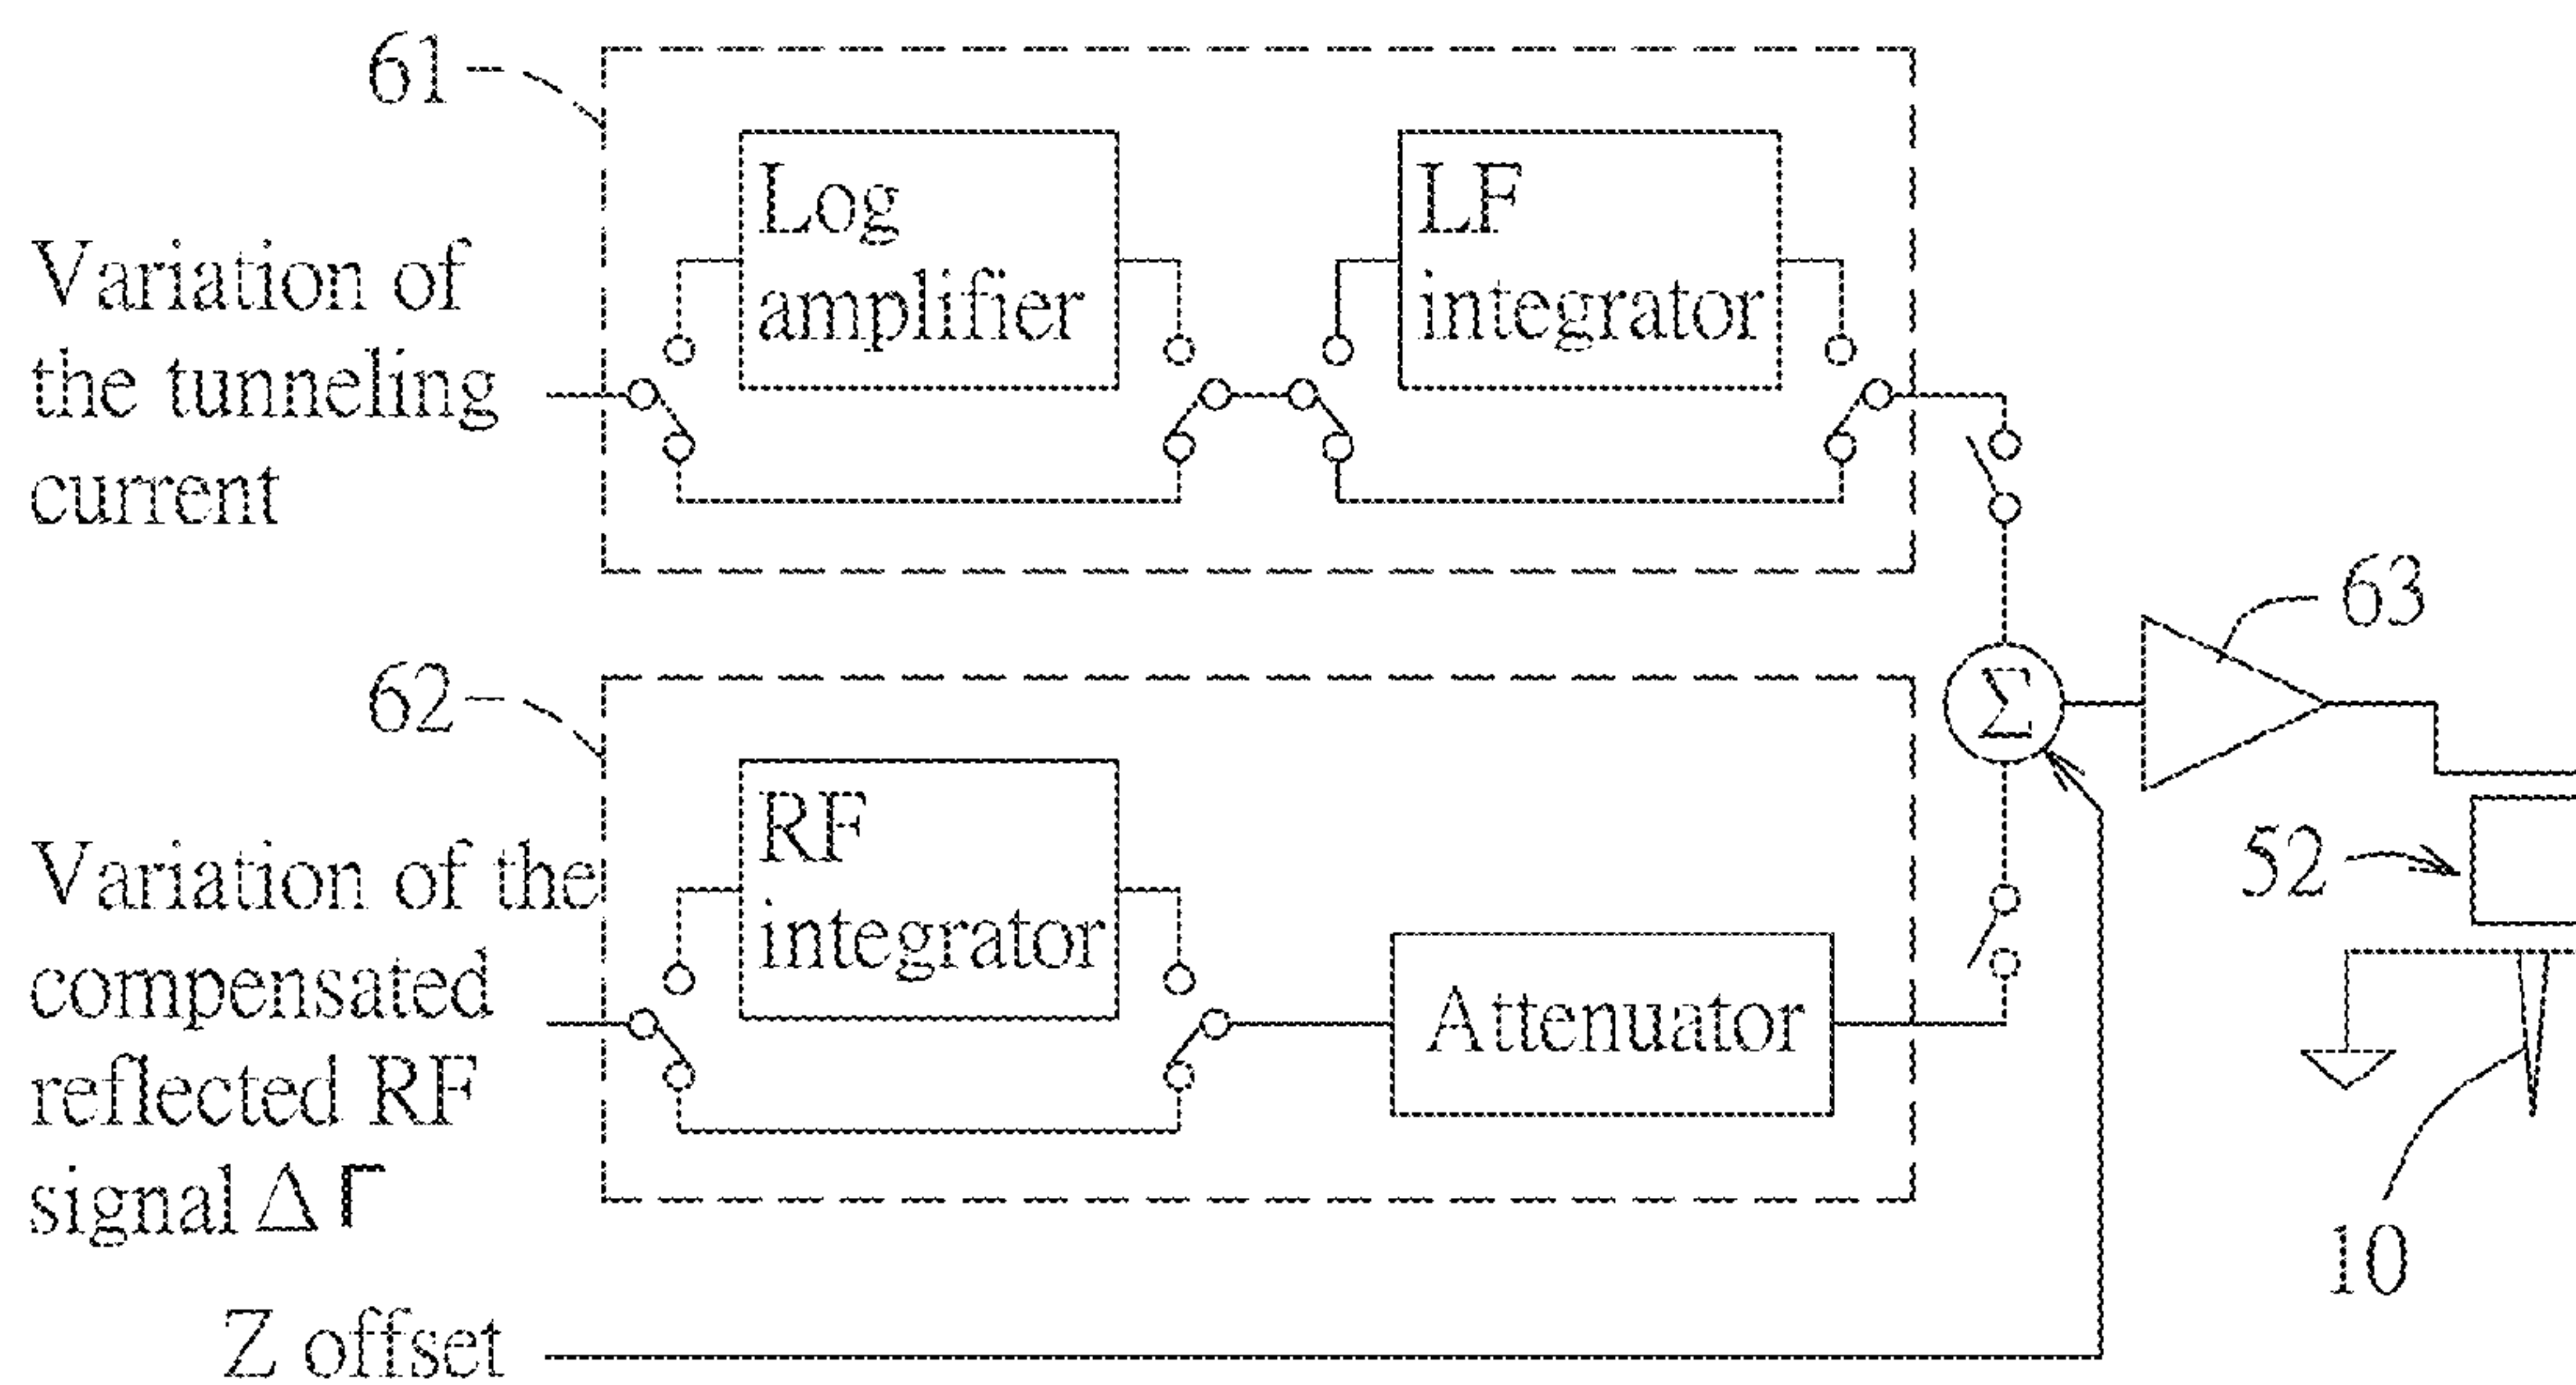 61
Log
amplifier
LF
integrator
Variation of
the tunneling
current
62
RF
integrator
Attenuator
Variation of the
compensated
reflected RF
signal ΔΓ
Z offset
Σ
63
52
10